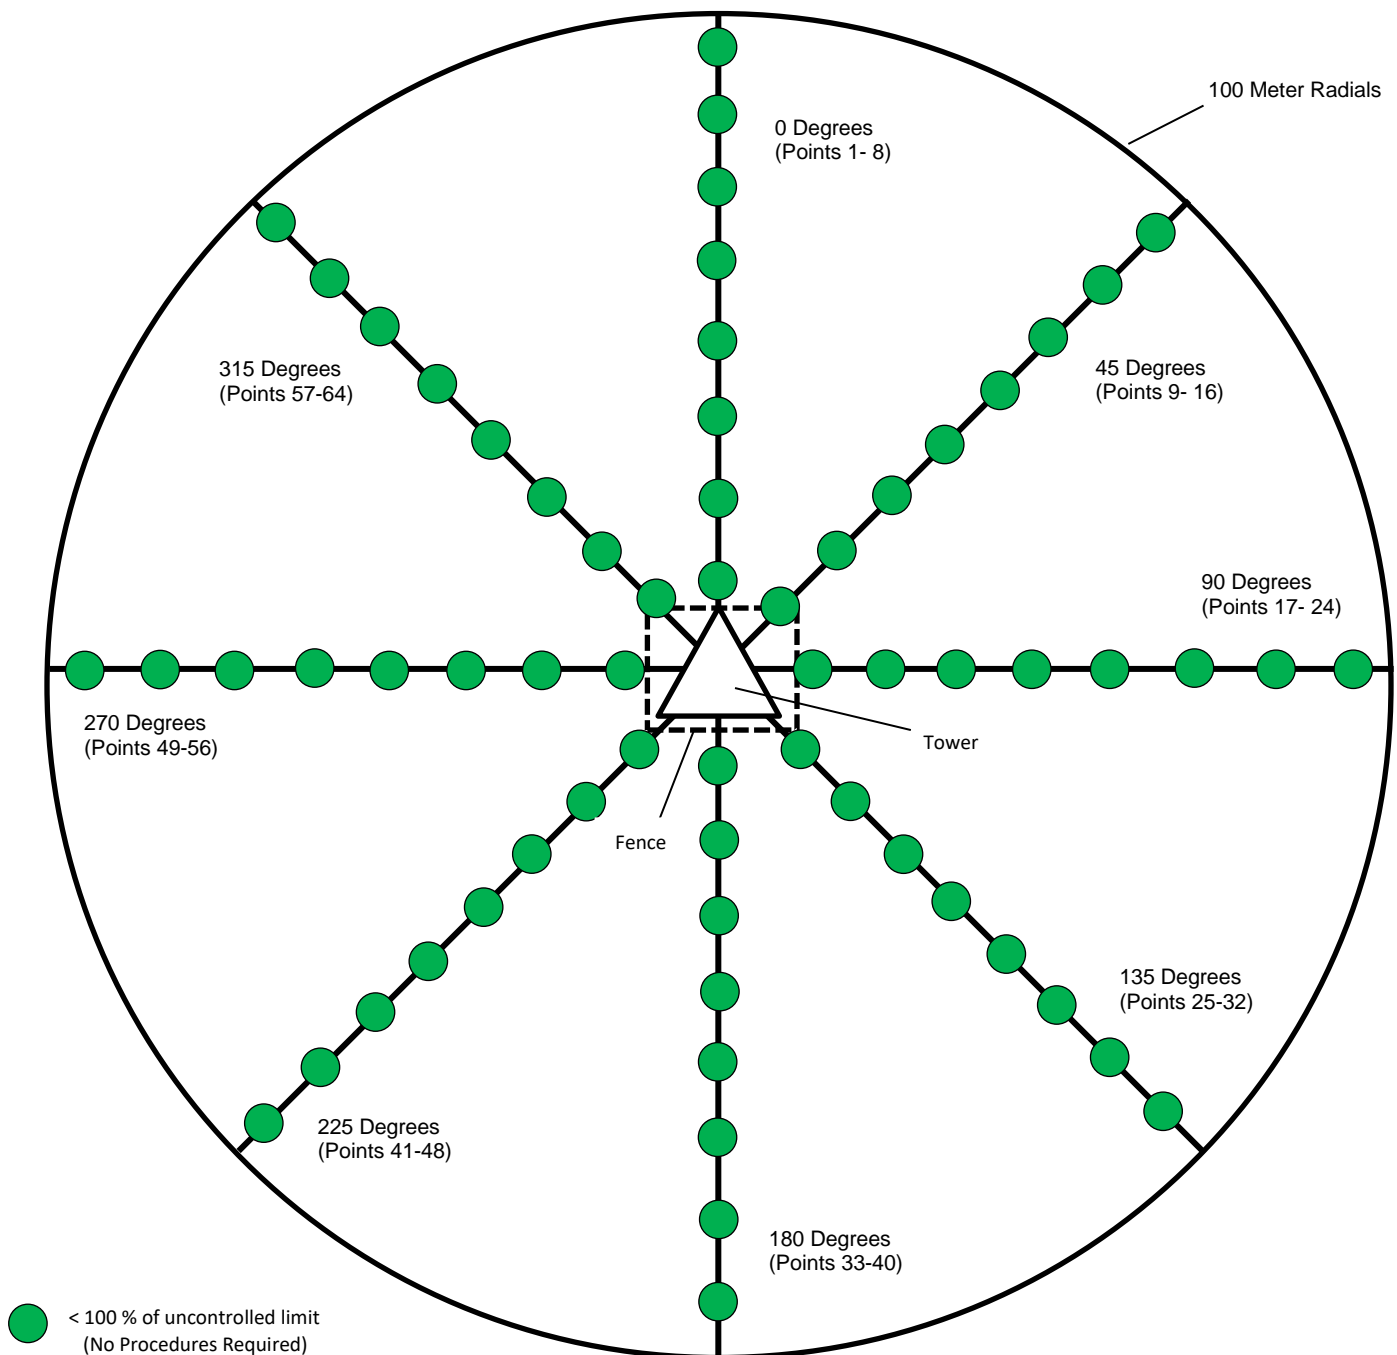 100 Meter Radials
0 Degrees
(Points 1- 8)
315 Degrees
(Points 57-64)
45 Degrees
(Points 9- 16)
90 Degrees
(Points 17- 24)
270 Degrees
(Points 49-56)
Tower
Fence
135 Degrees
(Points 25-32)
225 Degrees
(Points 41-48)
180 Degrees
(Points 33-40)
< 100 % of uncontrolled limit
(No Procedures Required)